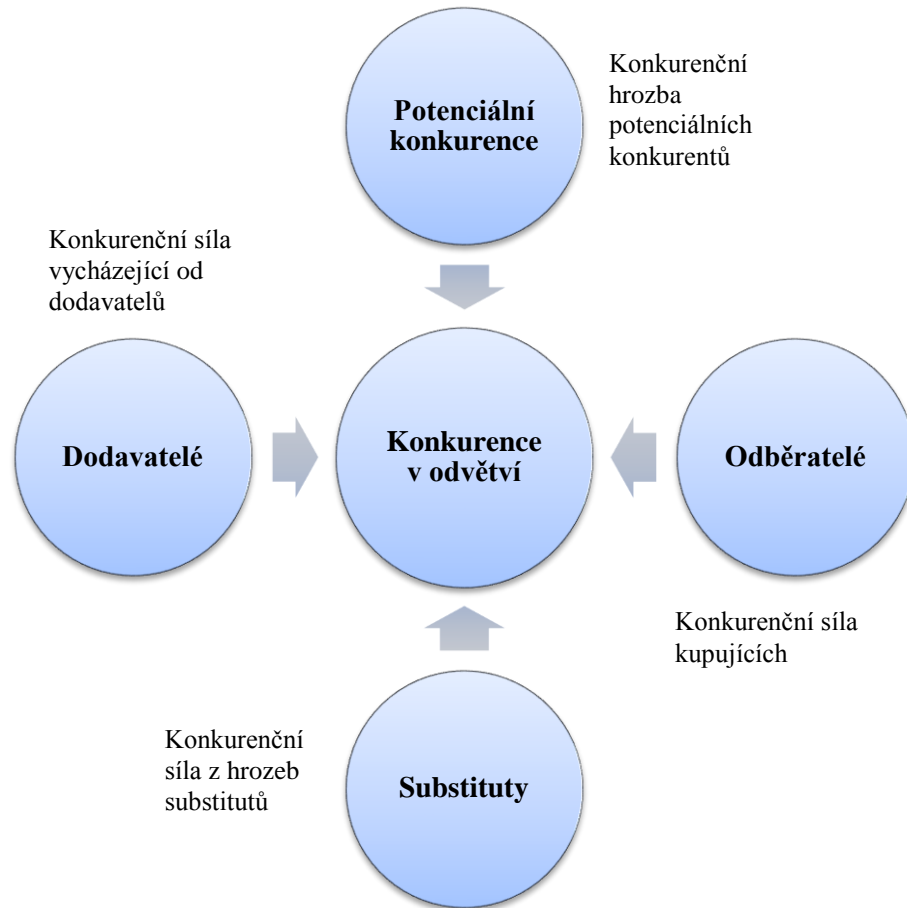 Potenciální
konkurence
Konkurenční
hrozba
potenciálních
konkurentů
Konkurenční síla
vycházející od
dodavatelů
Dodavatelé
Konkurence
v odvětví
Odběratelé
Konkurenční síla
kupujících
Konkurenční
síla z hrozeb
substitutů
Substituty